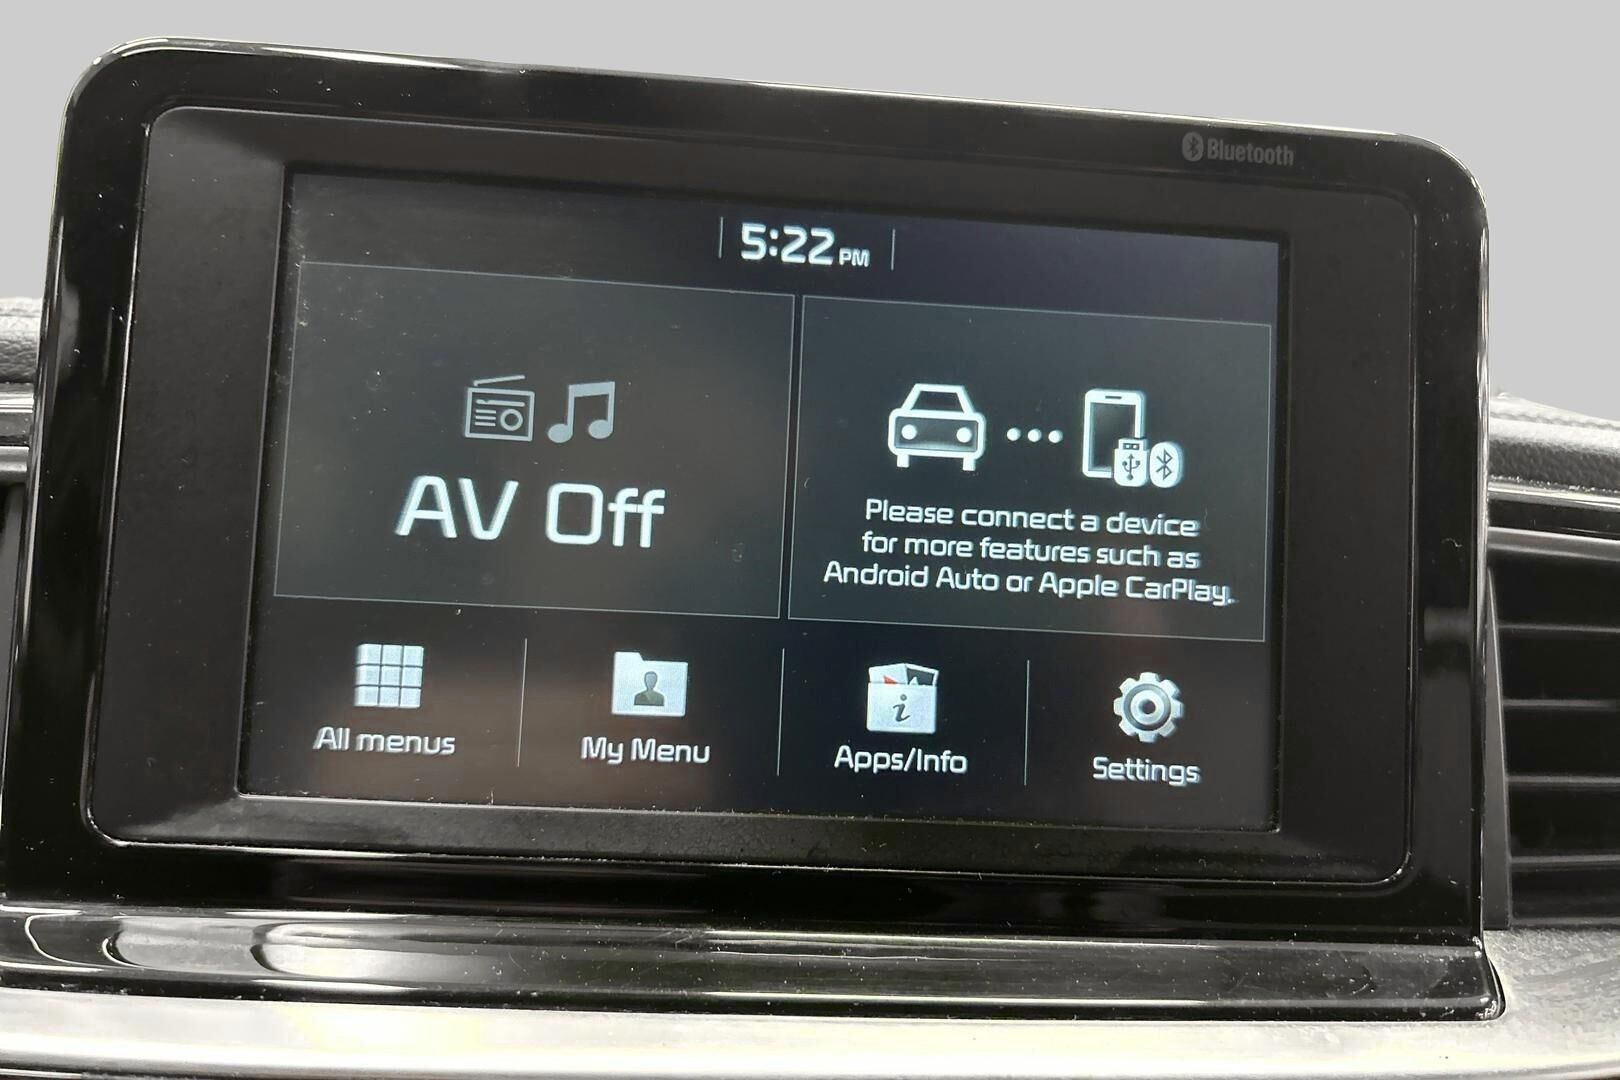 Bluetooth
5:22 PM
AV Off
Please connect a device
for more features such as
Android Auto or Apple CarPlay.
All menus
My Menu
Apps/Info
Settings